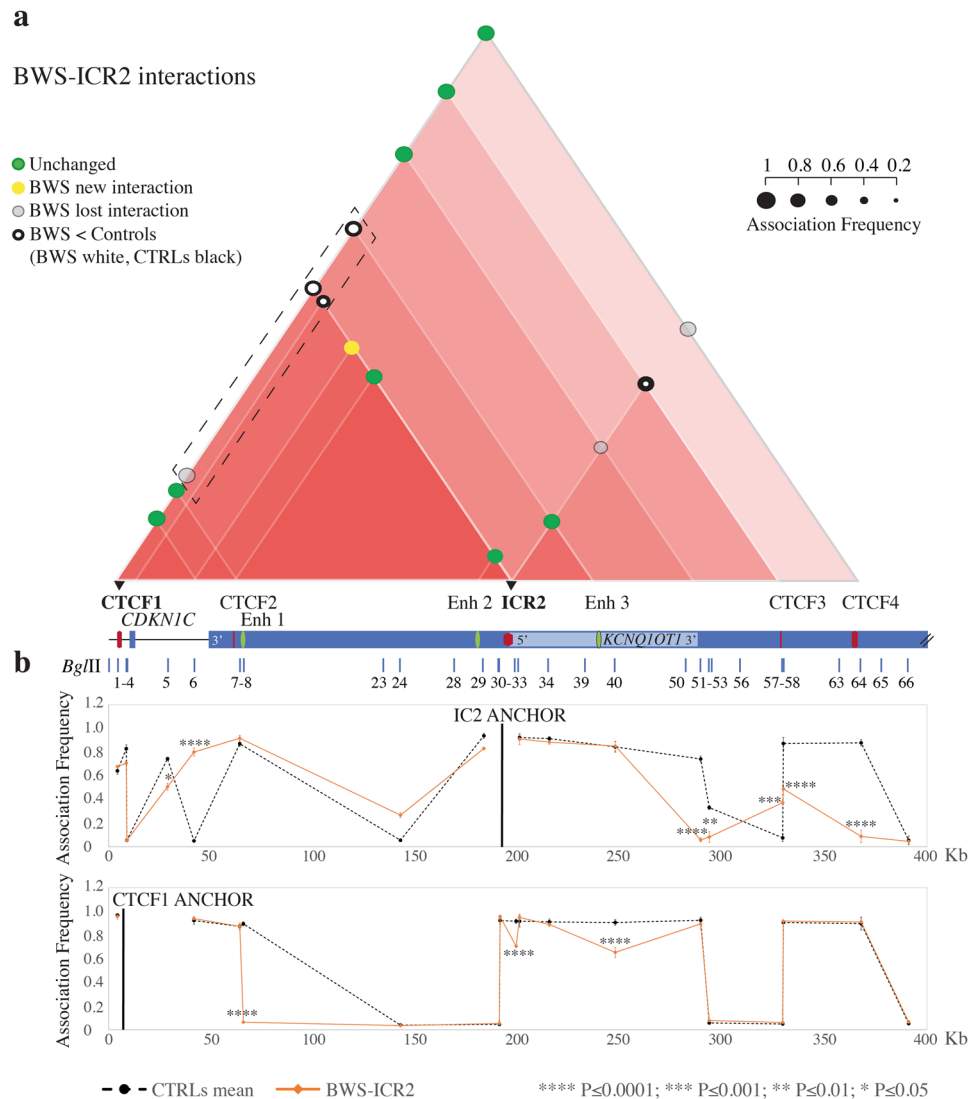 a
BWS-ICR2 interactions
Unchanged
BWS new interaction
BWS lost interaction
BWS < Controls
(BWS white, CTRLs black)
1 0.8 0.6 0.4 0.2
Association Frequency
CTCF1 CTCF2 Enh 2 ICR2 Enh 3 CTCF3 CTCF4
CDKN1C Enh 1
3' 5' KCNQ1OT1 3'
b
BglII
1-4 5 6 7-8 23 24 28 29 30-33 34 39 40 50 51-53 56 57-58 63 64 65 66
IC2 ANCHOR
Association Frequency
1.2
1.0
0.8
0.6
0.4
0.2
0
* **** **** ** *** **** ****
0 50 100 150 200 250 300 350 400 Kb
CTCF1 ANCHOR
Association Frequency
1.2
1.0
0.8
0.6
0.4
0.2
0
**** **** ****
0 50 100 150 200 250 300 350 400 Kb
CTRLs mean BWS-ICR2 **** P≤0.0001; *** P≤0.001; ** P≤0.01; * P≤0.05